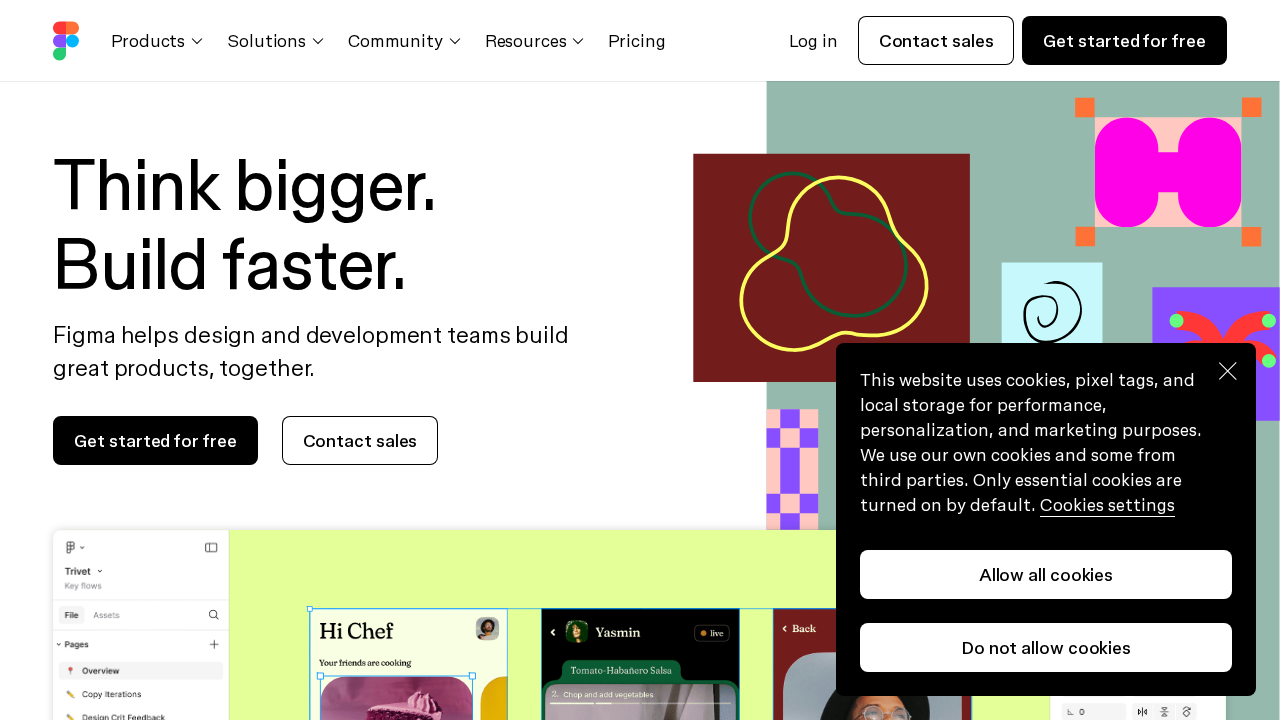 Products
Solutions
Community
Resources
Pricing
Log in
Contact sales
Get started for free
Think bigger.
Build faster.
Figma helps design and development teams build
great products, together.
Get started for free
Contact sales
This website uses cookies, pixel tags, and
local storage for performance,
personalization, and marketing purposes.
We use our own cookies and some from
third parties. Only essential cookies are
turned on by default. Cookies settings
Allow all cookies
Do not allow cookies
Trivet
Key flows
File
Assets
Pages
Overview
Copy Iterations
Design Crit Feedback
Hi Chef
Your friends are cooking
Yasmin
live
Tomato-Habañero Salsa
2. Chop and add vegetables
Back
0